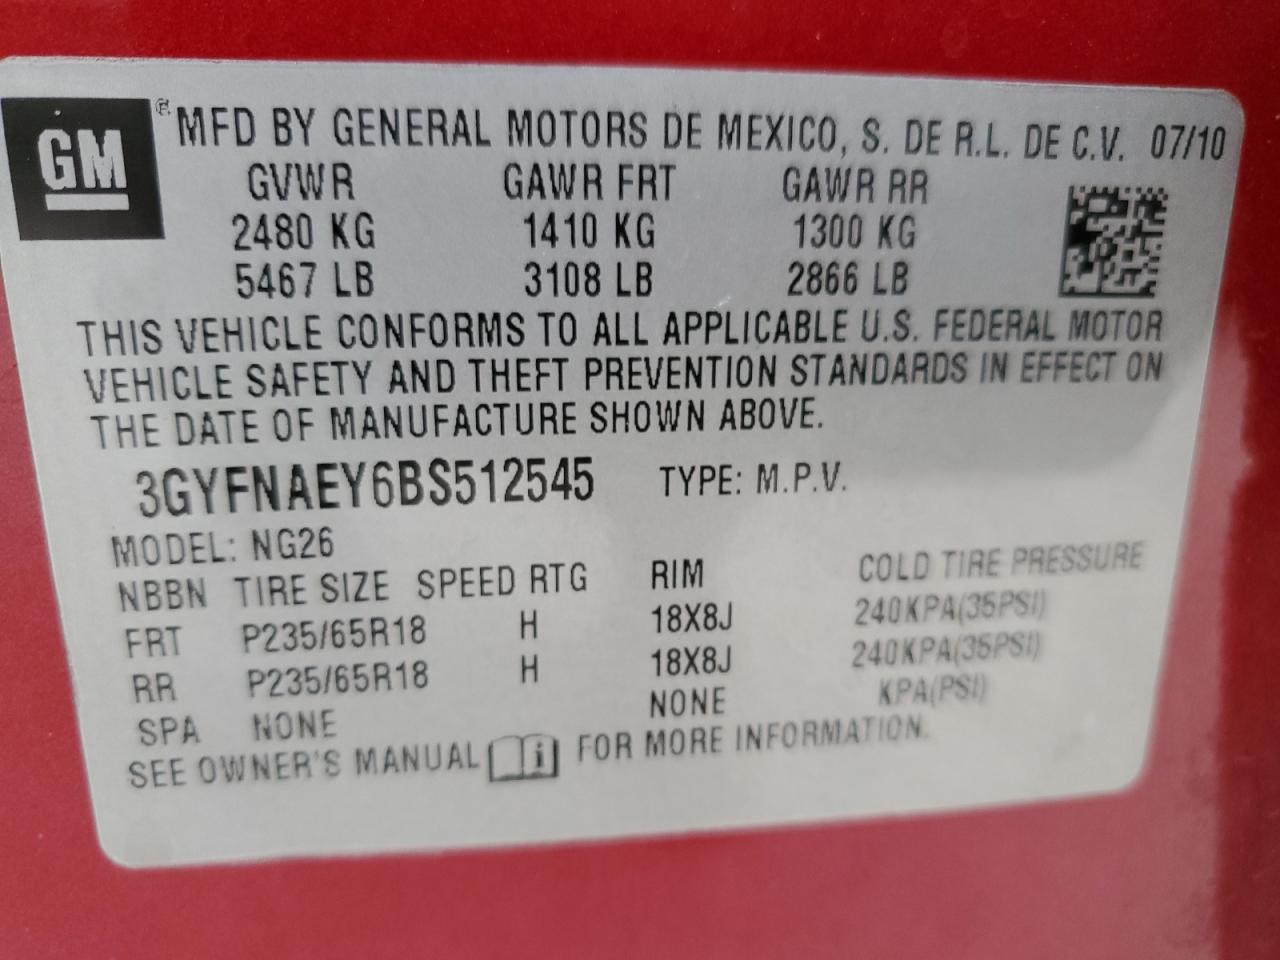 GM ® MFD BY GENERAL MOTORS DE MEXICO, S. DE R.L. DE C.V. 07/10
GVWR GAWR FRT GAWR RR
2480 KG 1410 KG 1300 KG
5467 LB 3108 LB 2866 LB
THIS VEHICLE CONFORMS TO ALL APPLICABLE U.S. FEDERAL MOTOR
VEHICLE SAFETY AND THEFT PREVENTION STANDARDS IN EFFECT ON
THE DATE OF MANUFACTURE SHOWN ABOVE.
3GYFNAEY6BS512545 TYPE: M.P.V.
MODEL: NG26
NBBN TIRE SIZE SPEED RTG RIM COLD TIRE PRESSURE
FRT P235/65R18 H 18X8J 240KPA(35PSI)
RR P235/65R18 H 18X8J 240KPA(35PSI)
SPA NONE NONE KPA(PSI)
SEE OWNER'S MANUAL i FOR MORE INFORMATION.